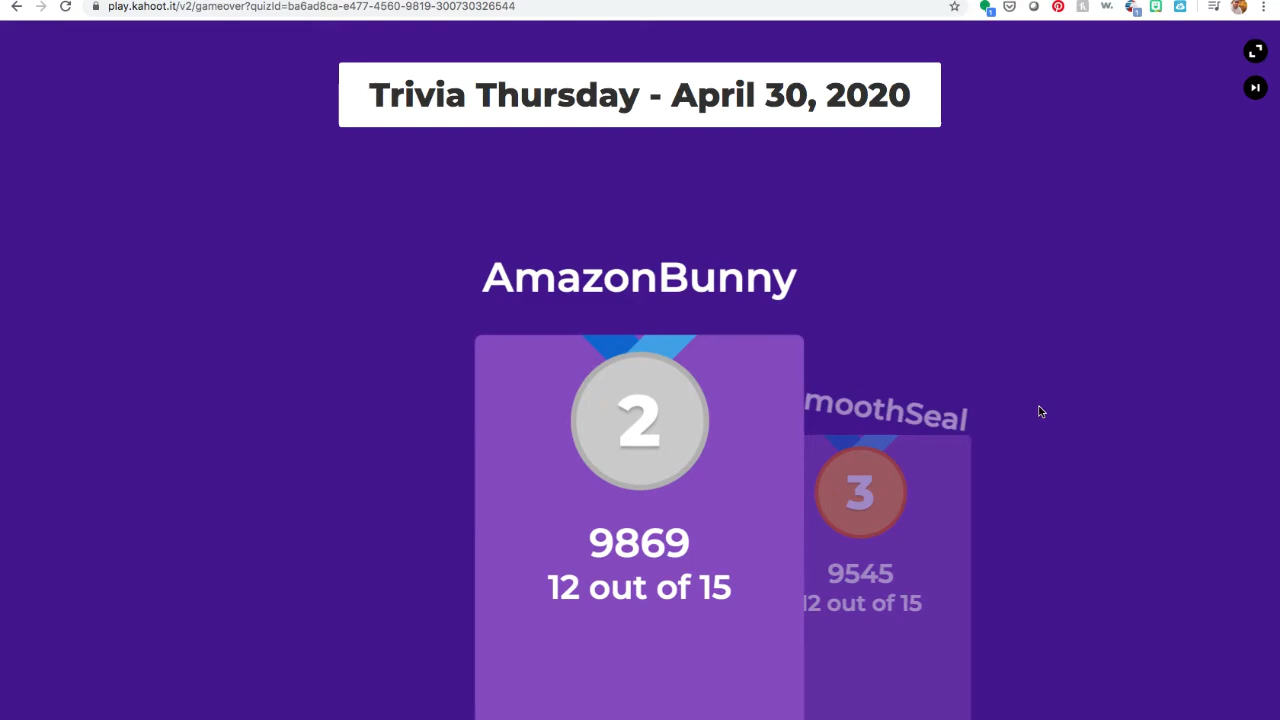 play.kahoot.it/v2/gameover?quizId=ba6ad8ca-e477-4560-9819-300730326544
Trivia Thursday - April 30, 2020
AmazonBunny
2
9869
12 out of 15
moothSeal
3
9545
12 out of 15